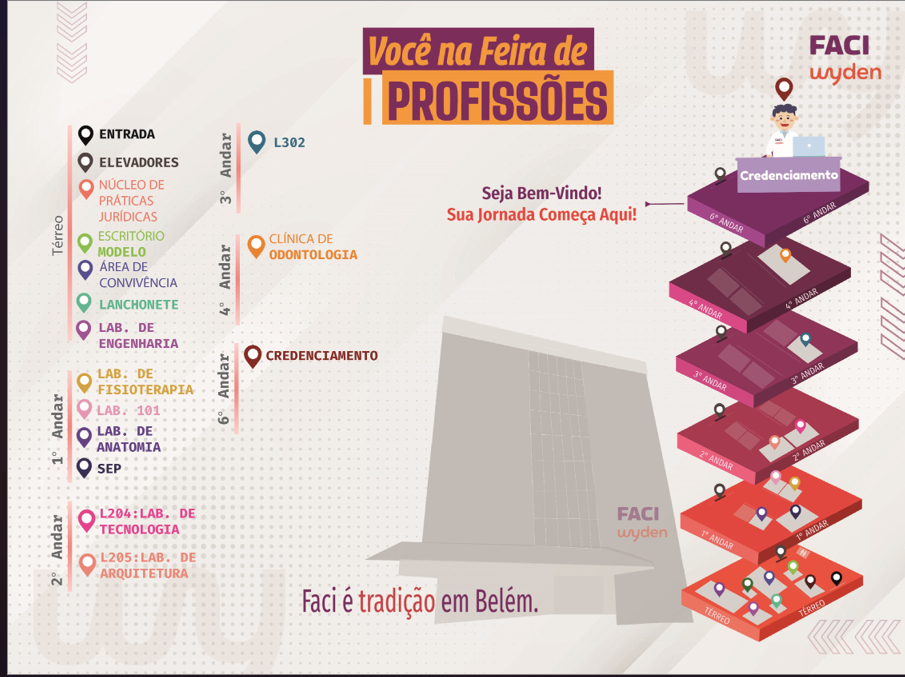 Você na Feira de
PROFISSÕES
FACI
wyden
Térreo
ENTRADA
ELEVADORES
NÚCLEO DE
PRÁTICAS
JURÍDICAS
ESCRITÓRIO
MODELO
ÁREA DE
CONVIVÊNCIA
LANCHONETE
LAB. DE
ENGENHARIA
1° Andar
LAB. DE
FISIOTERAPIA
LAB. 101
LAB. DE
ANATOMIA
SEP
2° Andar
L204:LAB. DE
TECNOLOGIA
L205:LAB. DE
ARQUITETURA
3° Andar
L302
4° Andar
CLÍNICA DE
ODONTOLOGIA
6° Andar
CREDENCIAMENTO
Seja Bem-Vindo!
Sua Jornada Começa Aqui!
Credenciamento
6° ANDAR
6° ANDAR
4° ANDAR
4° ANDAR
3° ANDAR
3° ANDAR
2° ANDAR
2° ANDAR
1° ANDAR
1° ANDAR
TÉRREO
TÉRREO
FACI
wyden
Faci é tradição em Belém.